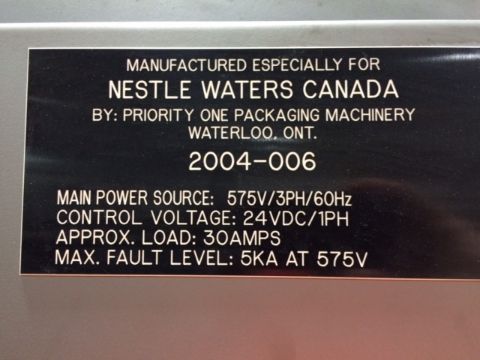 MANUFACTURED ESPECIALLY FOR
NESTLE WATERS CANADA
BY: PRIORITY ONE PACKAGING MACHINERY
WATERLOO, ONT.
2004-006
MAIN POWER SOURCE: 575V/3PH/60Hz
CONTROL VOLTAGE: 24VDC/1PH
APPROX. LOAD: 30AMPS
MAX. FAULT LEVEL: 5KA AT 575V